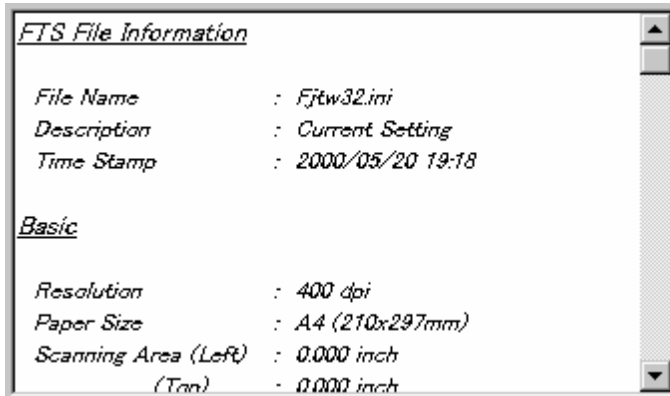 FTS File Information
File Name : Fjtw32.ini
Description : Current Setting
Time Stamp : 2000/05/20 19:18
Basic
Resolution : 400 dpi
Paper Size : A4 (210x297mm)
Scanning Area (Left) : 0.000 inch
(Top) : 0.000 inch